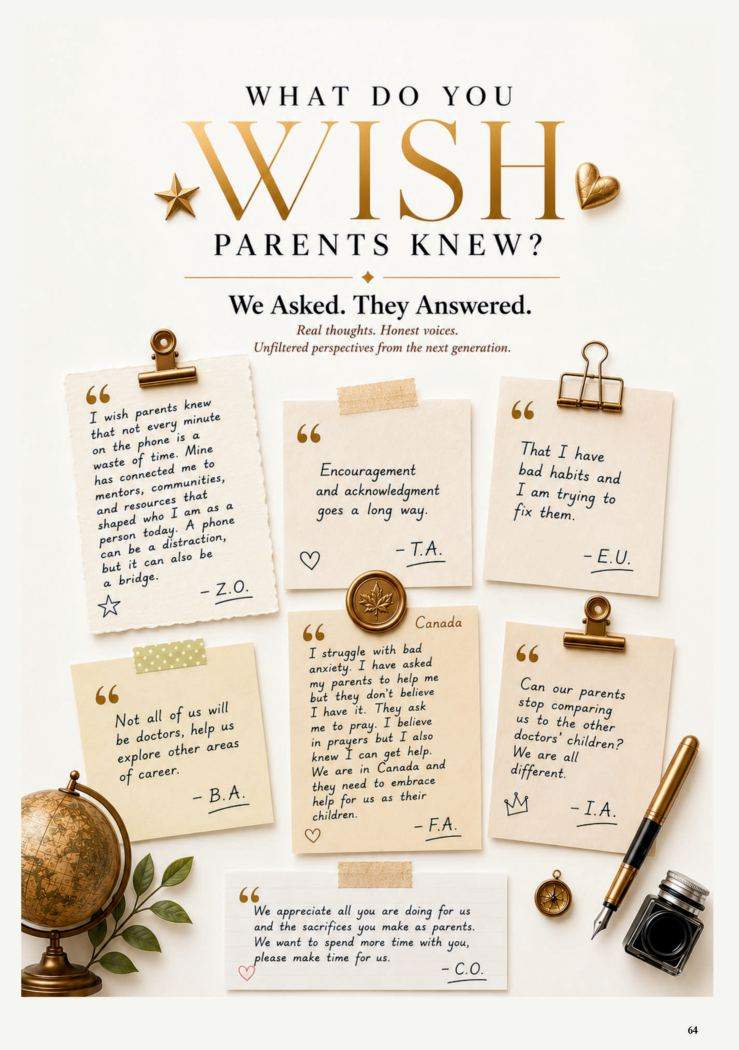 WHAT DO YOU
WISH
PARENTS KNEW?
We Asked. They Answered.
Real thoughts. Honest voices.
Unfiltered perspectives from the next generation.
“
I wish parents knew
that not every minute
on the phone is a
waste of time. Mine
has connected me to
mentors, communities,
and resources that
shaped who I am as a
person today. A phone
can be a distraction,
but it can also be
a bridge.
– Z.O.
“
Encouragement
and acknowledgment
goes a long way.
– T.A.
“
That I have
bad habits and
I am trying to
fix them.
– E.U.
“
Not all of us will
be doctors, help us
explore other areas
of career.
– B.A.
Canada
“
I struggle with bad
anxiety. I have asked
my parents to help me
but they don't believe
I have it. They ask
me to pray. I believe
in prayers but I also
knew I can get help.
We are in Canada and
they need to embrace
help for us as their
children.
– F.A.
“
Can our parents
stop comparing
us to the other
doctors' children?
We are all
different.
– I.A.
“
We appreciate all you are doing for us
and the sacrifices you make as parents.
We want to spend more time with you,
please make time for us.
– C.O.
64